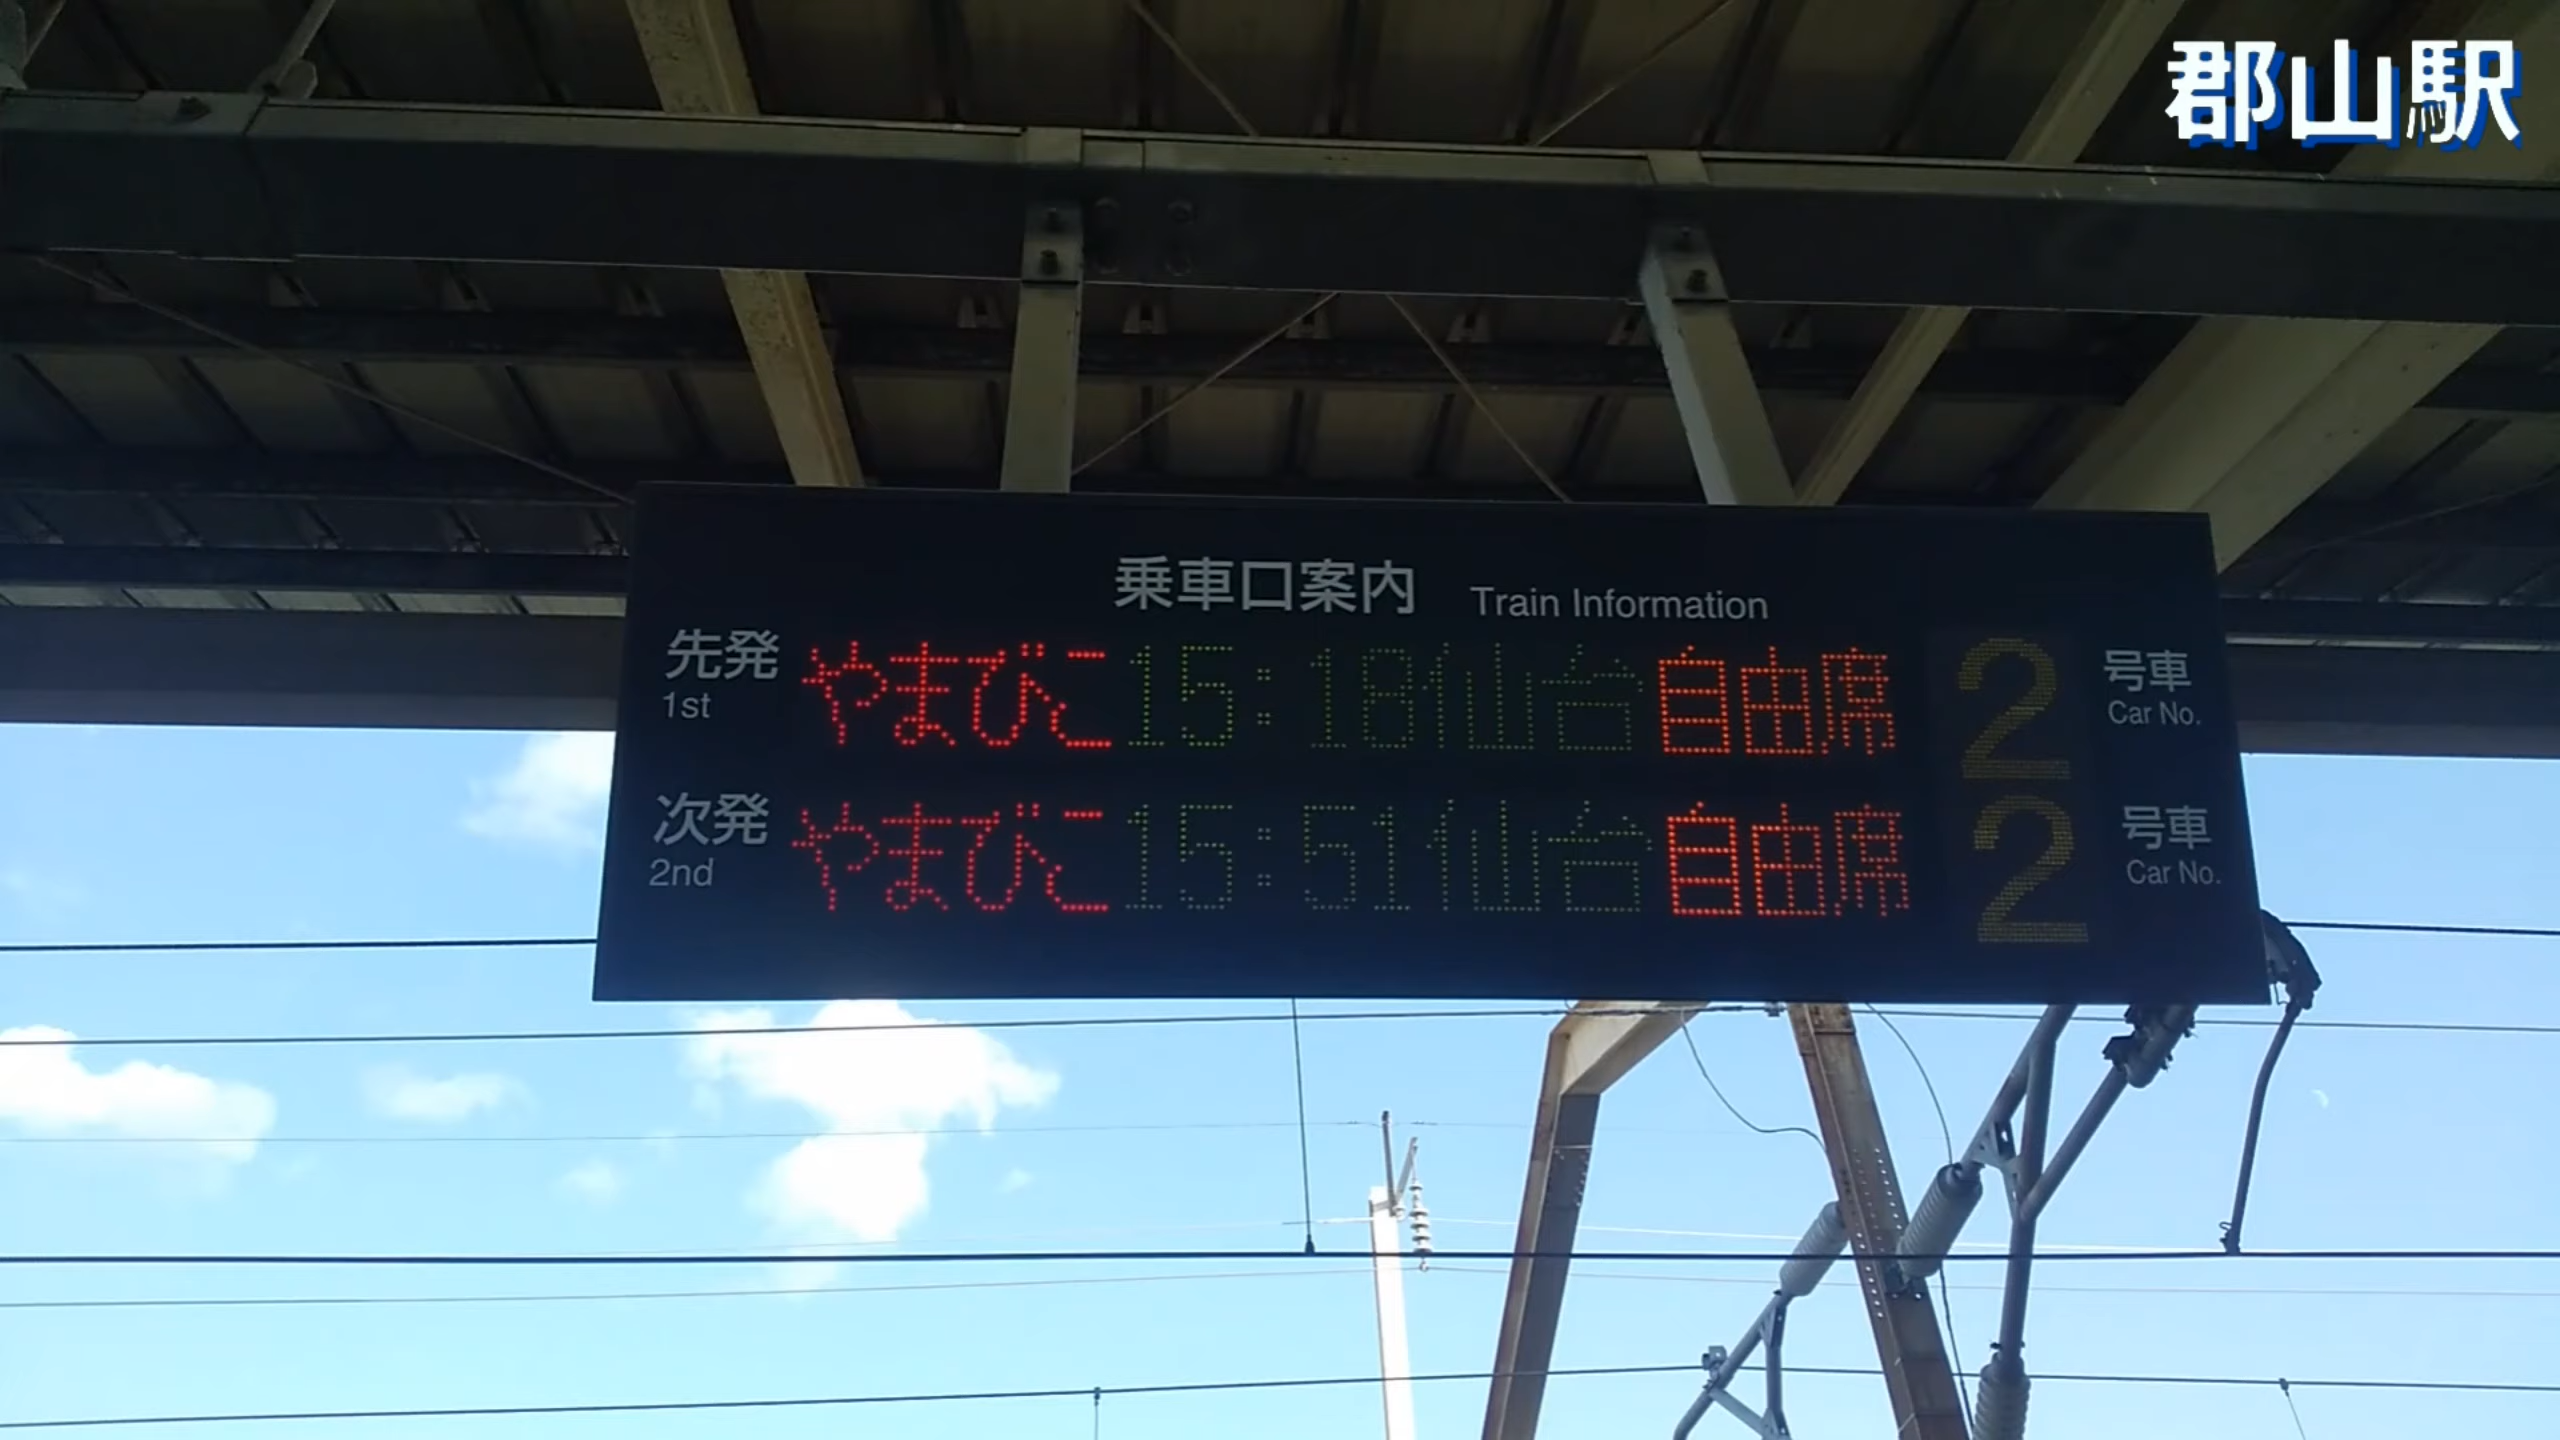 郡山駅
乗車口案内 Train Information
先発 やまびこ 15:18 仙台 自由席 2 号車
1st Car No.
次発 やまびこ 15:51 仙台 自由席 2 号車
2nd Car No.